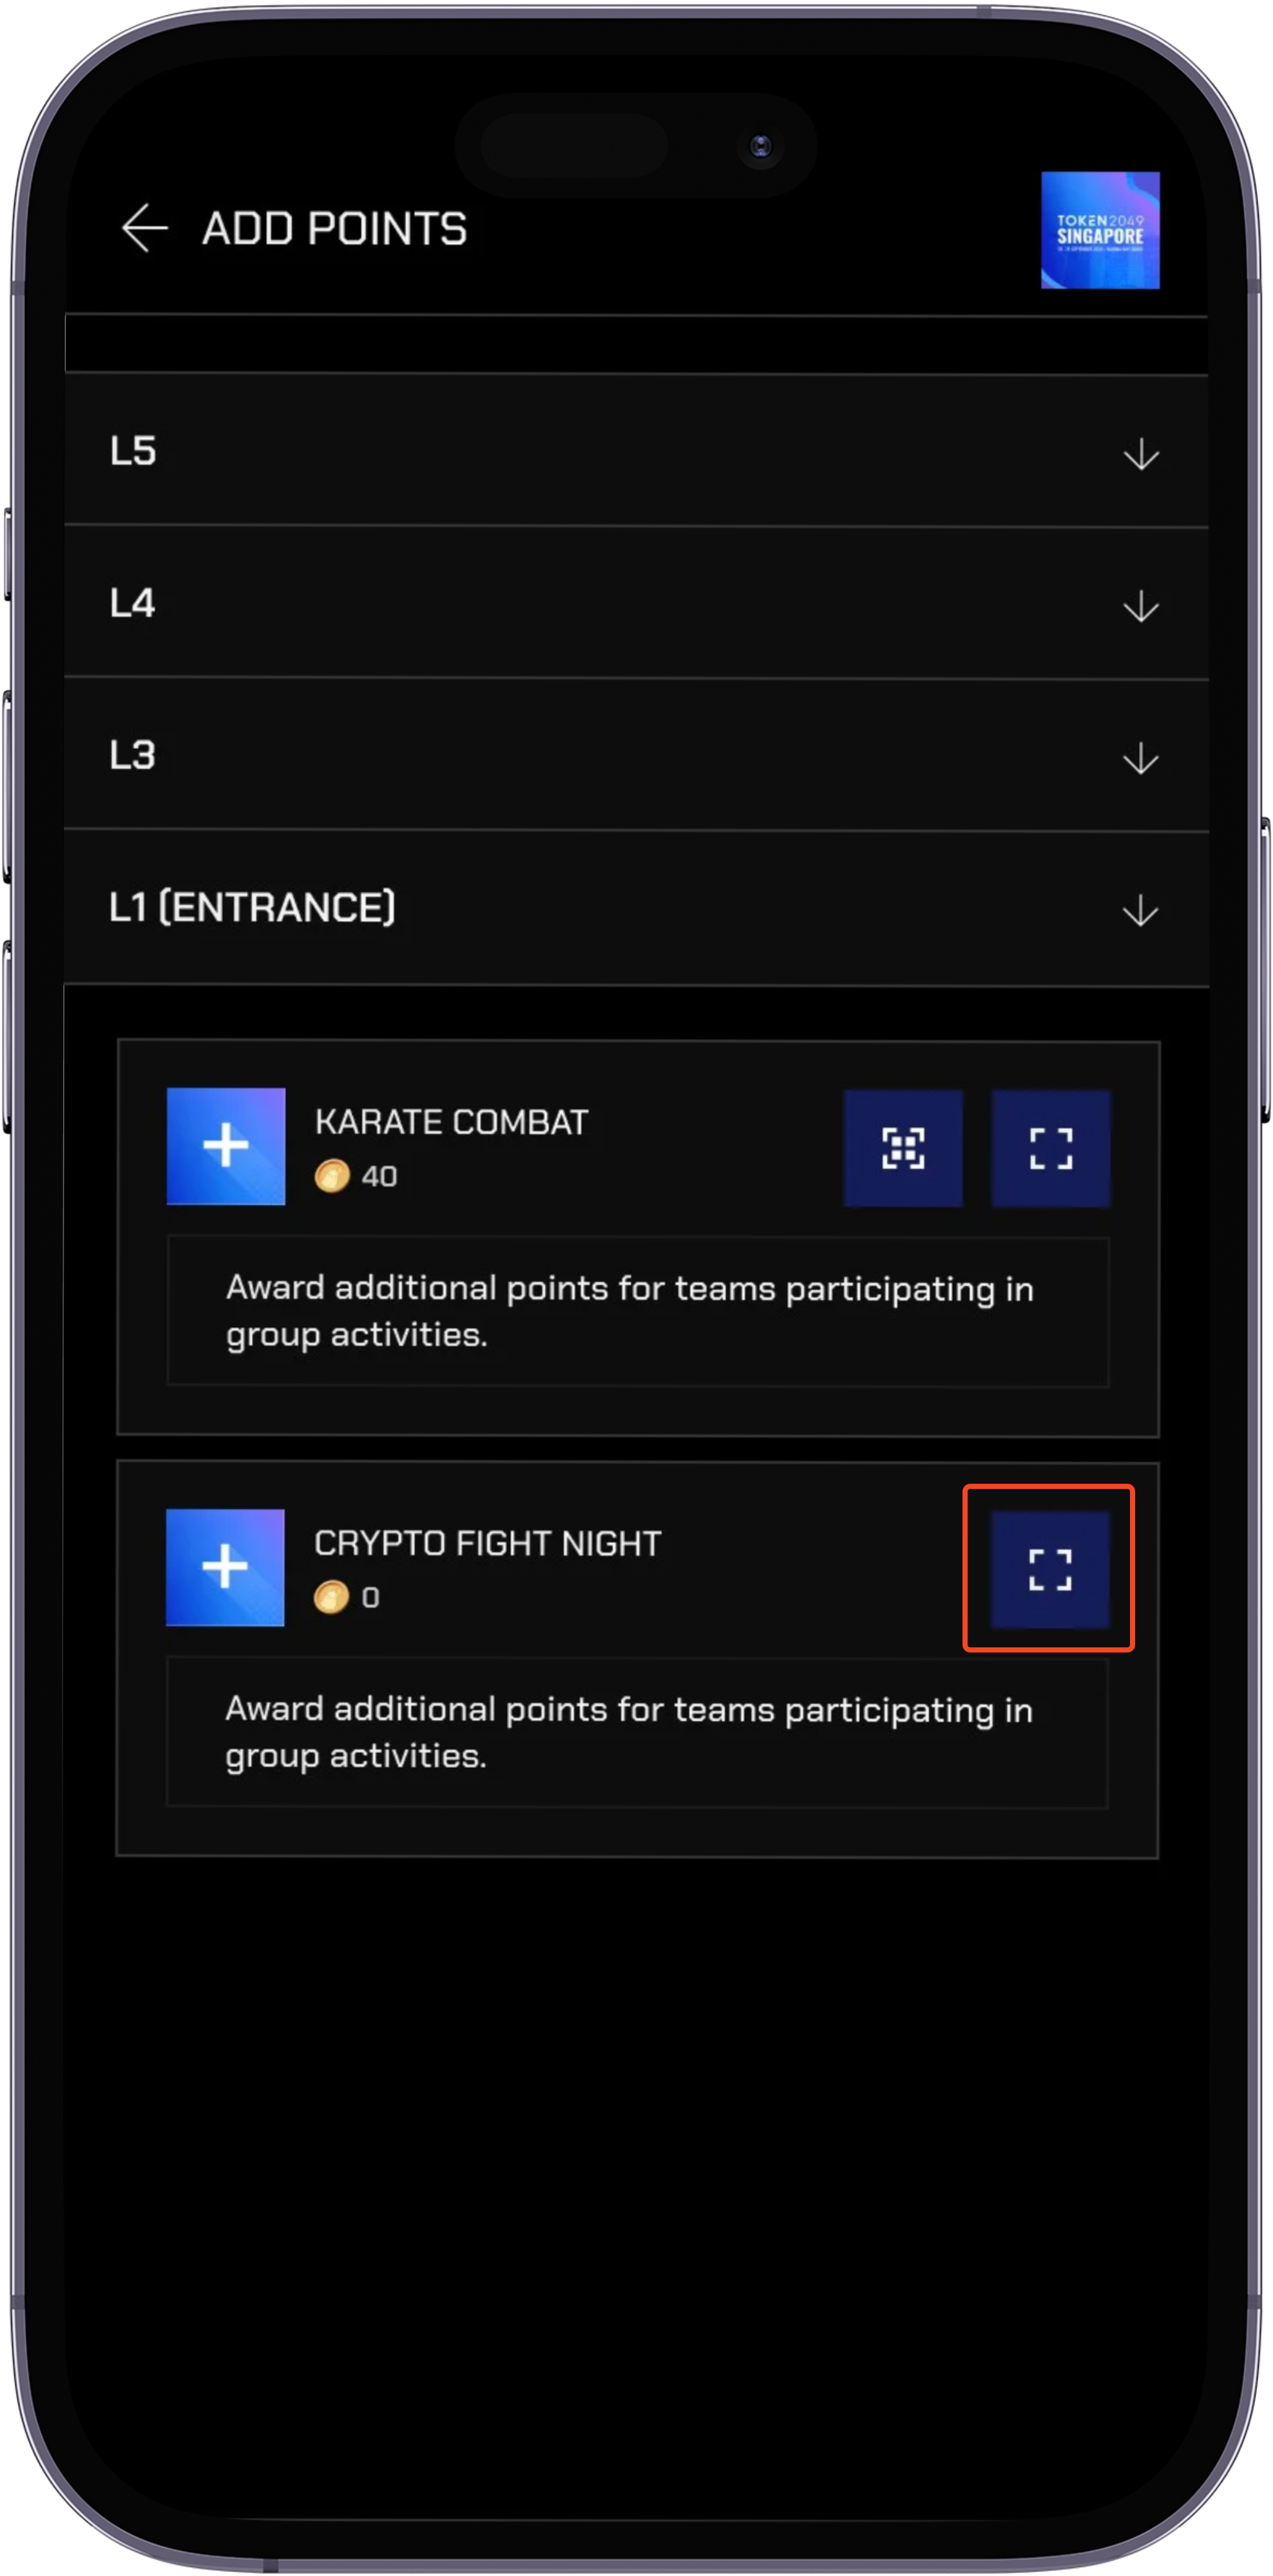 ADD POINTS
TOKEN2049
SINGAPORE
L5
L4
L3
L1 (ENTRANCE)
KARATE COMBAT
40
Award additional points for teams participating in
group activities.
CRYPTO FIGHT NIGHT
0
Award additional points for teams participating in
group activities.